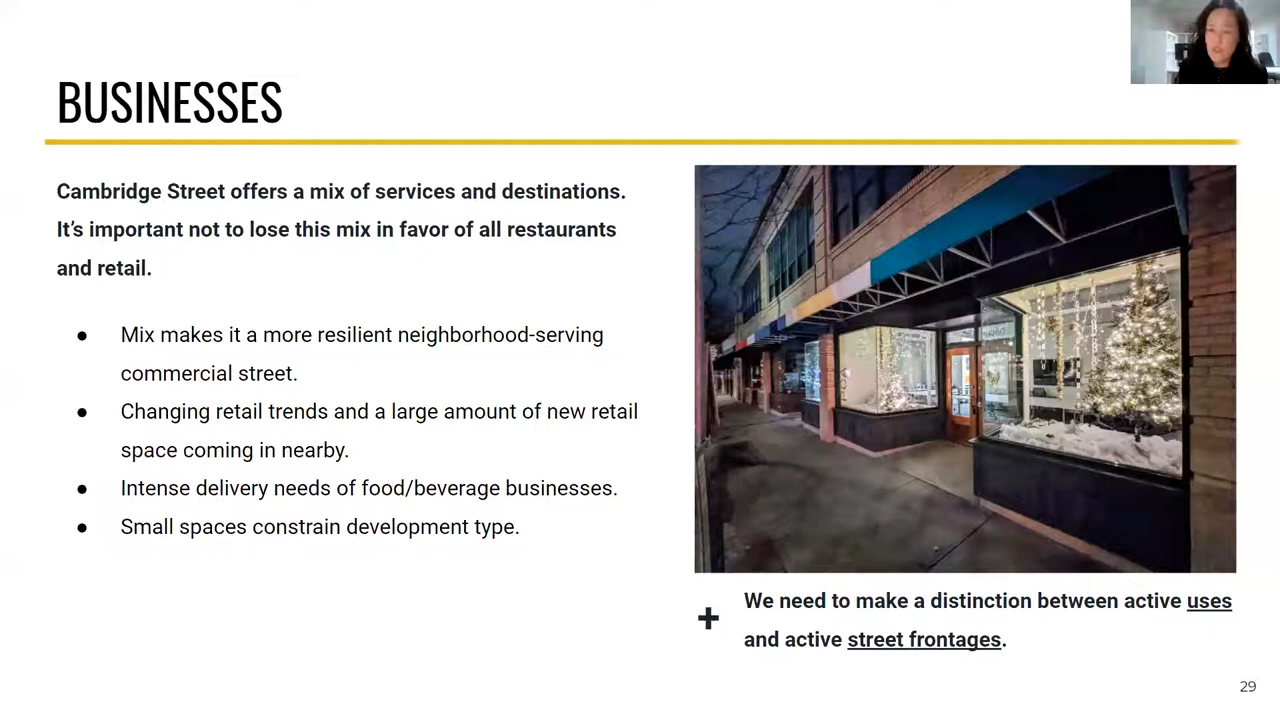 BUSINESSES
Cambridge Street offers a mix of services and destinations.
It’s important not to lose this mix in favor of all restaurants
and retail.
● Mix makes it a more resilient neighborhood-serving
commercial street.
● Changing retail trends and a large amount of new retail
space coming in nearby.
● Intense delivery needs of food/beverage businesses.
● Small spaces constrain development type.
+ We need to make a distinction between active uses
and active street frontages.
29